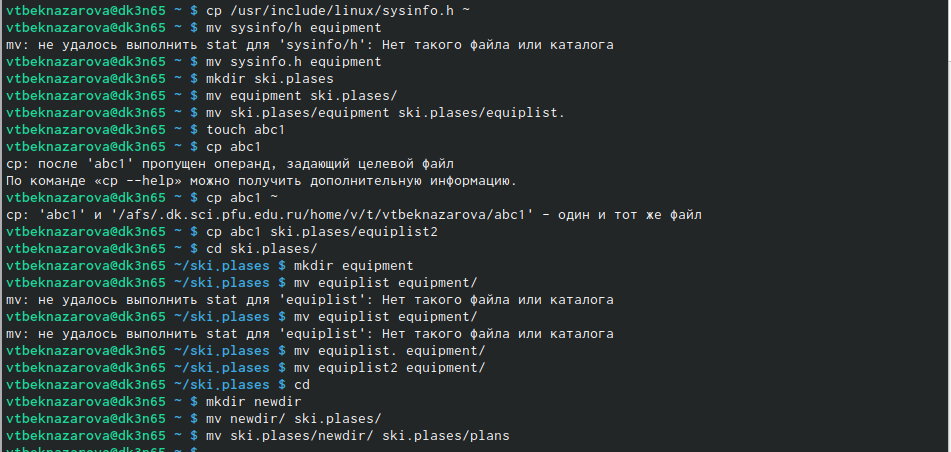 vtbeknazarova@dk3n65 ~ $ cp /usr/include/linux/sysinfo.h ~
vtbeknazarova@dk3n65 ~ $ mv sysinfo/h equipment
mv: не удалось выполнить stat для 'sysinfo/h': Нет такого файла или каталога
vtbeknazarova@dk3n65 ~ $ mv sysinfo.h equipment
vtbeknazarova@dk3n65 ~ $ mkdir ski.plases
vtbeknazarova@dk3n65 ~ $ mv equipment ski.plases/
vtbeknazarova@dk3n65 ~ $ mv ski.plases/equipment ski.plases/equiplist.
vtbeknazarova@dk3n65 ~ $ touch abc1
vtbeknazarova@dk3n65 ~ $ cp abc1
cp: после 'abc1' пропущен операнд, задающий целевой файл
По команде «cp --help» можно получить дополнительную информацию.
vtbeknazarova@dk3n65 ~ $ cp abc1 ~
cp: 'abc1' и '/afs/.dk.sci.pfu.edu.ru/home/v/t/vtbeknazarova/abc1' - один и тот же файл
vtbeknazarova@dk3n65 ~ $ cp abc1 ski.plases/equiplist2
vtbeknazarova@dk3n65 ~ $ cd ski.plases/
vtbeknazarova@dk3n65 ~/ski.plases $ mkdir equipment
vtbeknazarova@dk3n65 ~/ski.plases $ mv equiplist equipment/
mv: не удалось выполнить stat для 'equiplist': Нет такого файла или каталога
vtbeknazarova@dk3n65 ~/ski.plases $ mv equiplist equipment/
mv: не удалось выполнить stat для 'equiplist': Нет такого файла или каталога
vtbeknazarova@dk3n65 ~/ski.plases $ mv equiplist. equipment/
vtbeknazarova@dk3n65 ~/ski.plases $ mv equiplist2 equipment/
vtbeknazarova@dk3n65 ~/ski.plases $ cd
vtbeknazarova@dk3n65 ~ $ mkdir newdir
vtbeknazarova@dk3n65 ~ $ mv newdir/ ski.plases/
vtbeknazarova@dk3n65 ~ $ mv ski.plases/newdir/ ski.plases/plans